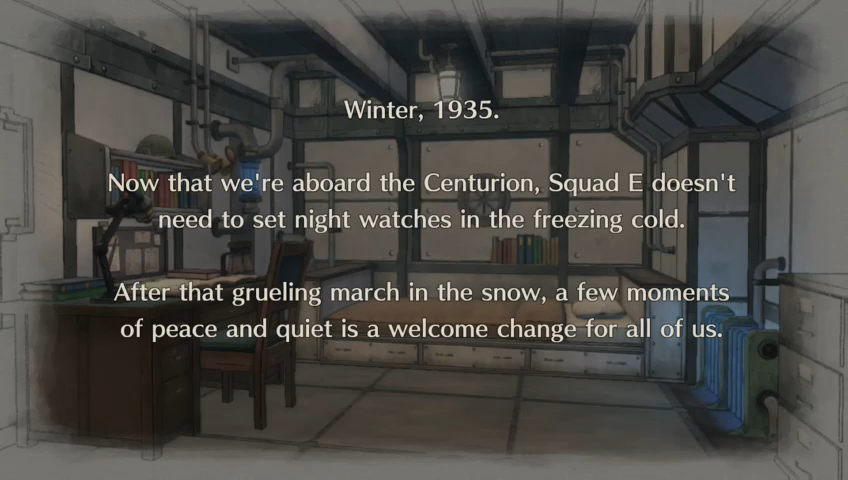 Winter, 1935.
Now that we're aboard the Centurion, Squad E doesn't
need to set night watches in the freezing cold.
After that grueling march in the snow, a few moments
of peace and quiet is a welcome change for all of us.